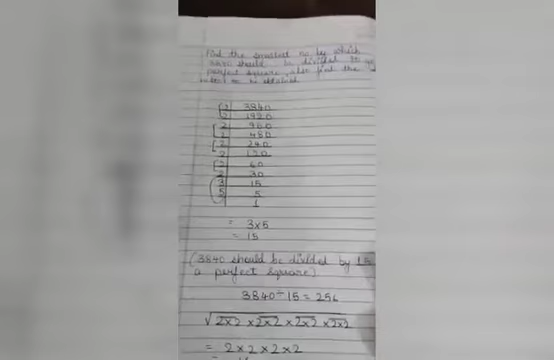 Find the smallest no. by which
should be divided to
perfect square, also find the
so obtained
2 3840
2 1920
2 960
2 480
2 240
2 120
2 60
2 30
3 15
5 5
1
= 3×5
= 15
(3840 should be divided by 15
a perfect square)
3840 ÷ 15 = 256
√2×2 × 2×2 × 2×2 × 2×2
= 2×2×2×2